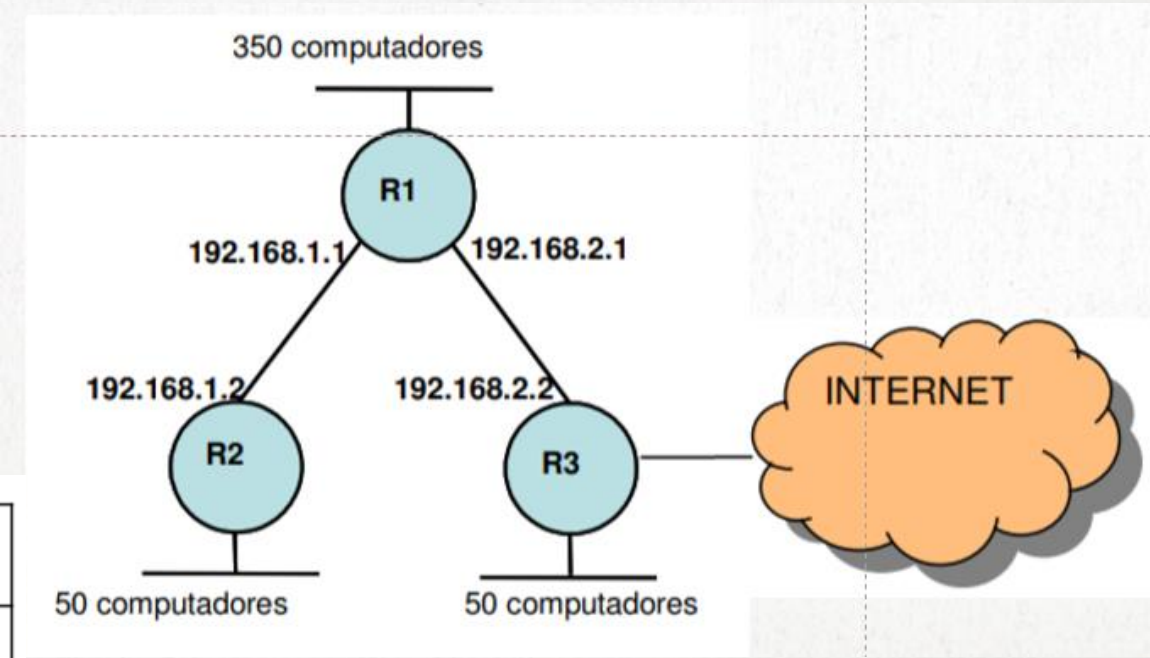 350 computadores
R1
192.168.1.1
192.168.2.1
192.168.1.2
192.168.2.2
INTERNET
R2
R3
50 computadores
50 computadores